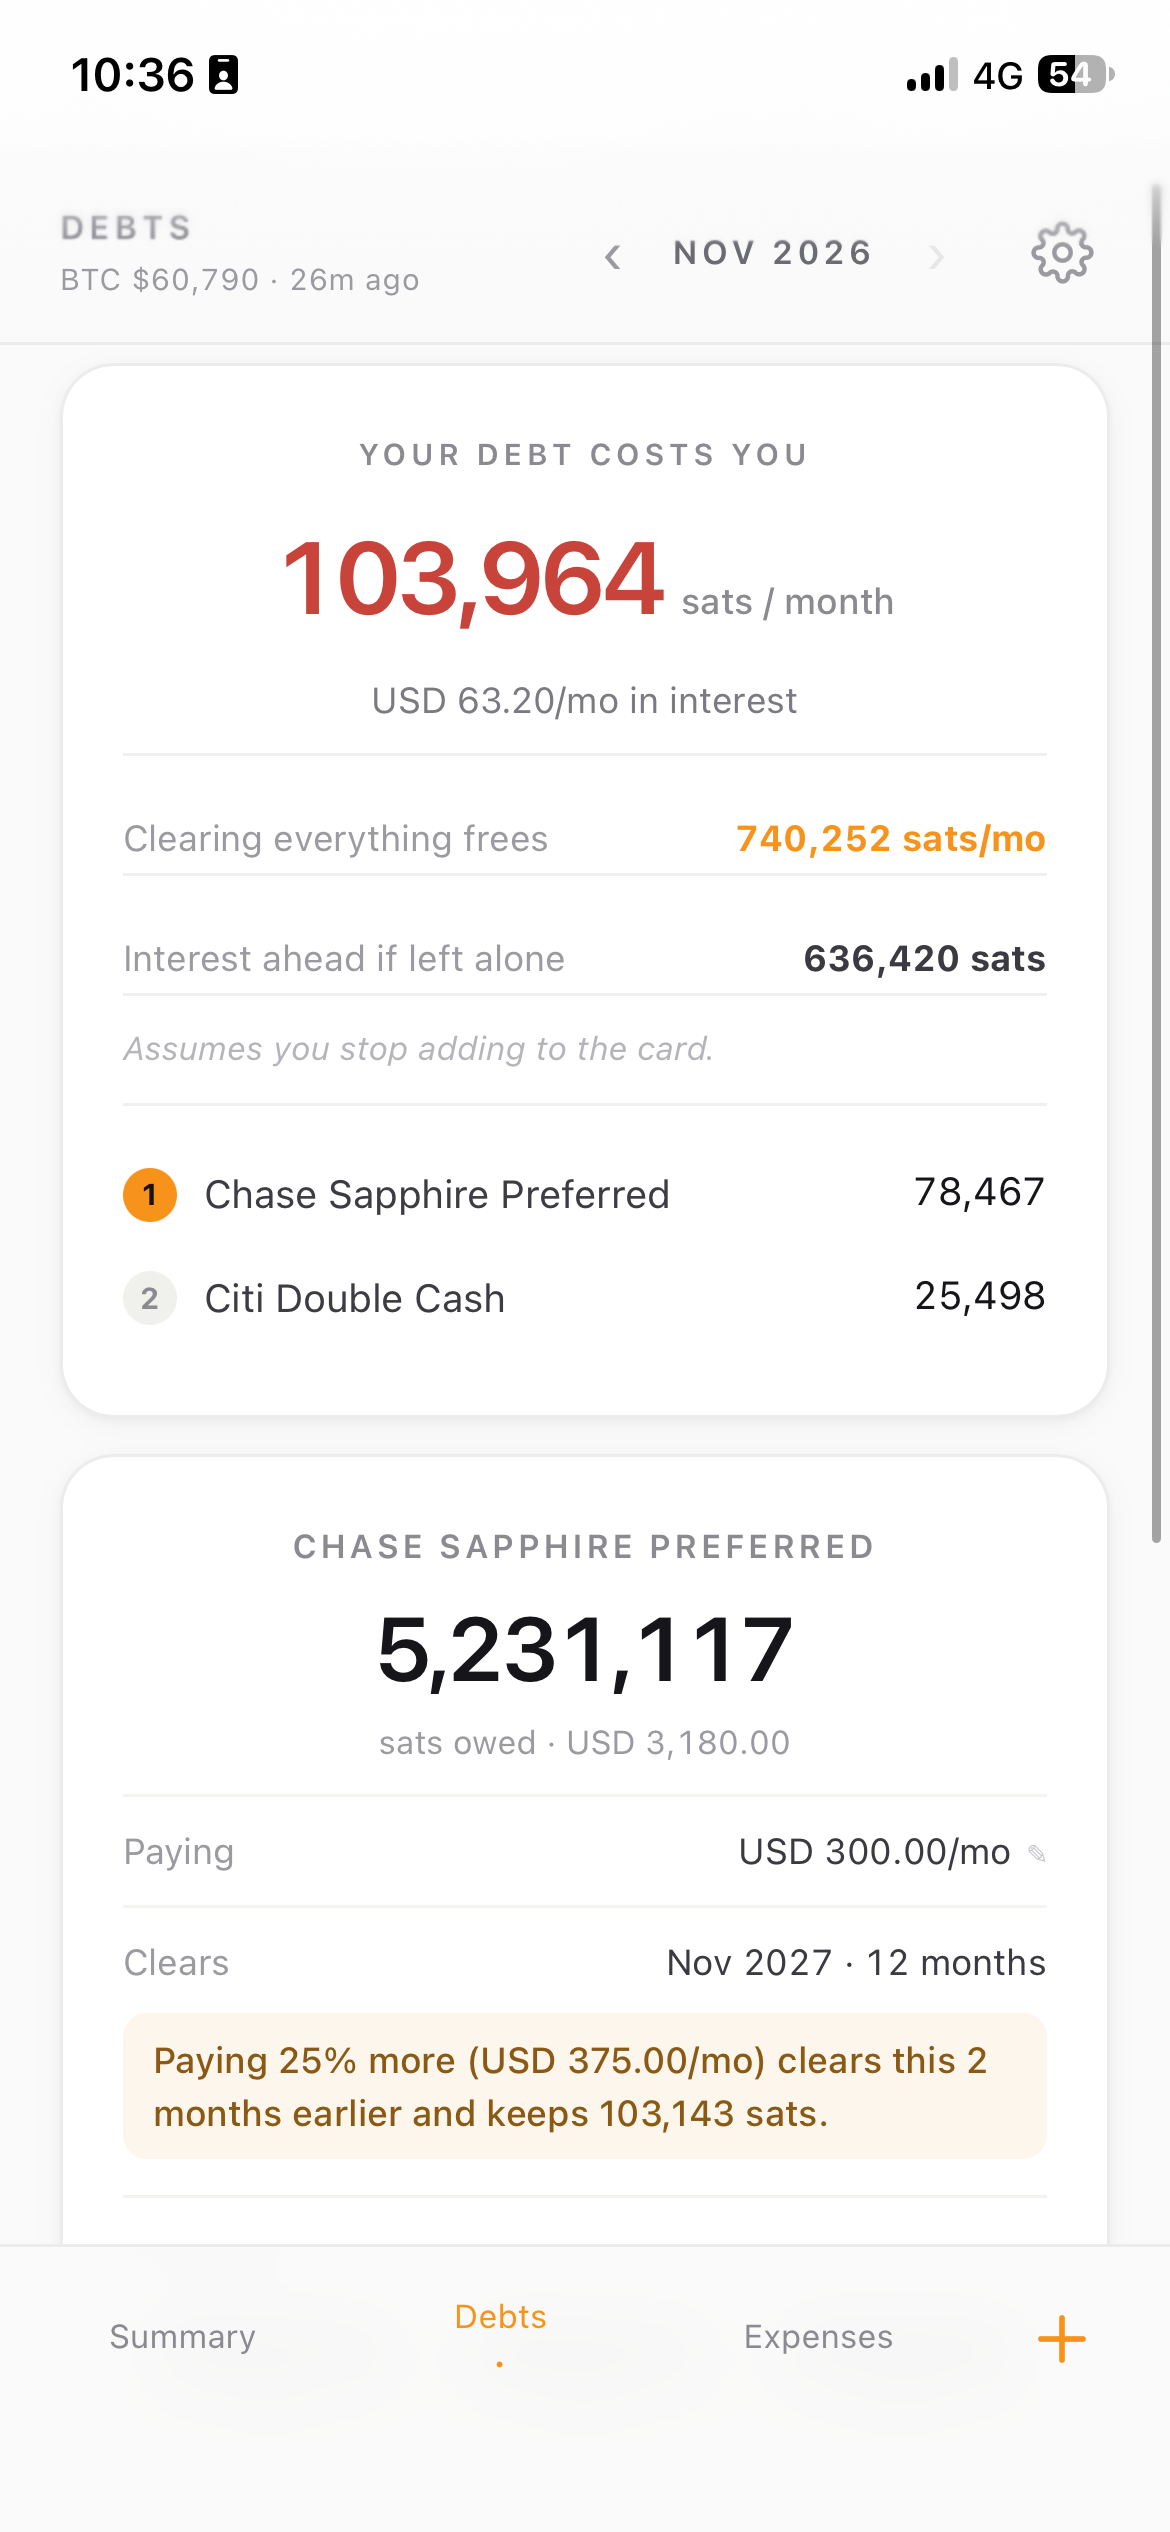 10:36
4G 54
DEBTS
BTC $60,790 · 26m ago
‹ NOV 2026 ›
YOUR DEBT COSTS YOU
103,964 sats / month
USD 63.20/mo in interest
Clearing everything frees 740,252 sats/mo
Interest ahead if left alone 636,420 sats
Assumes you stop adding to the card.
1 Chase Sapphire Preferred 78,467
2 Citi Double Cash 25,498
CHASE SAPPHIRE PREFERRED
5,231,117
sats owed · USD 3,180.00
Paying USD 300.00/mo ✎
Clears Nov 2027 · 12 months
Paying 25% more (USD 375.00/mo) clears this 2
months earlier and keeps 103,143 sats.
Summary Debts Expenses +